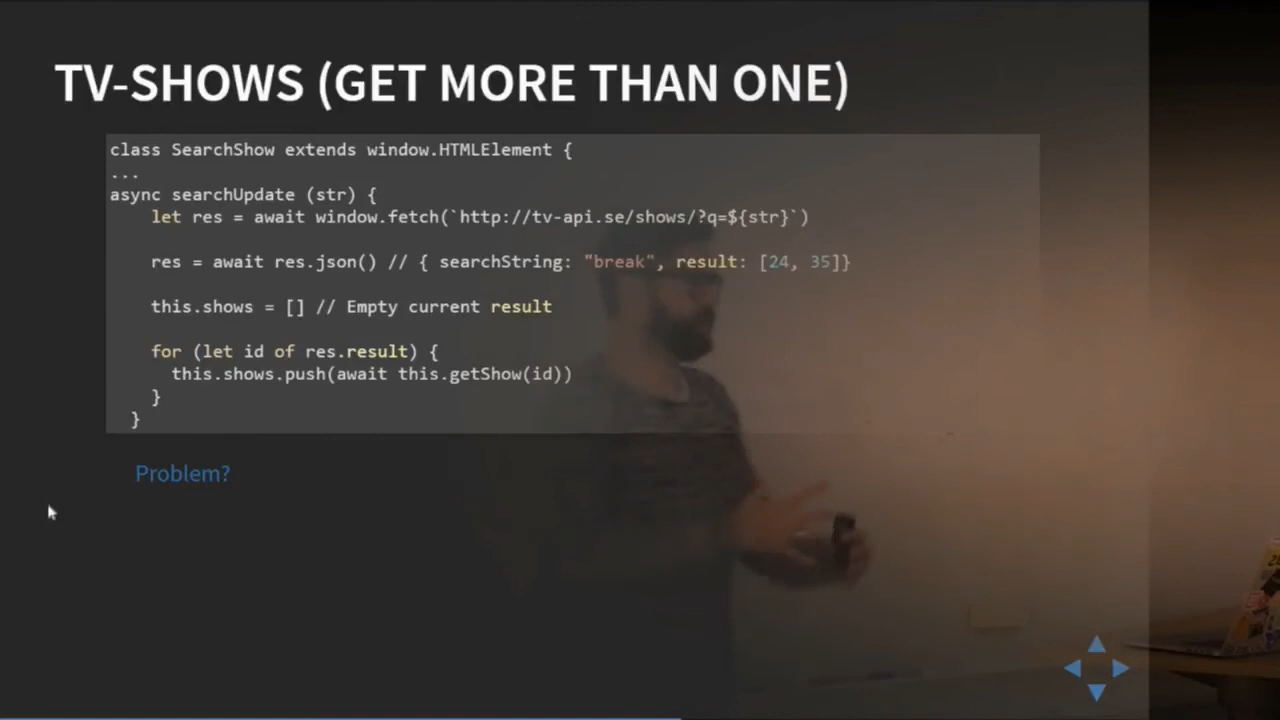 TV-SHOWS (GET MORE THAN ONE)
class SearchShow extends window.HTMLElement {
...
async searchUpdate (str) {
let res = await window.fetch(`http://tv-api.se/shows/?q=${str}`)
res = await res.json() // { searchString: "break", result: [24, 35]}
this.shows = [] // Empty current result
for (let id of res.result) {
this.shows.push(await this.getShow(id))
}
}
Problem?